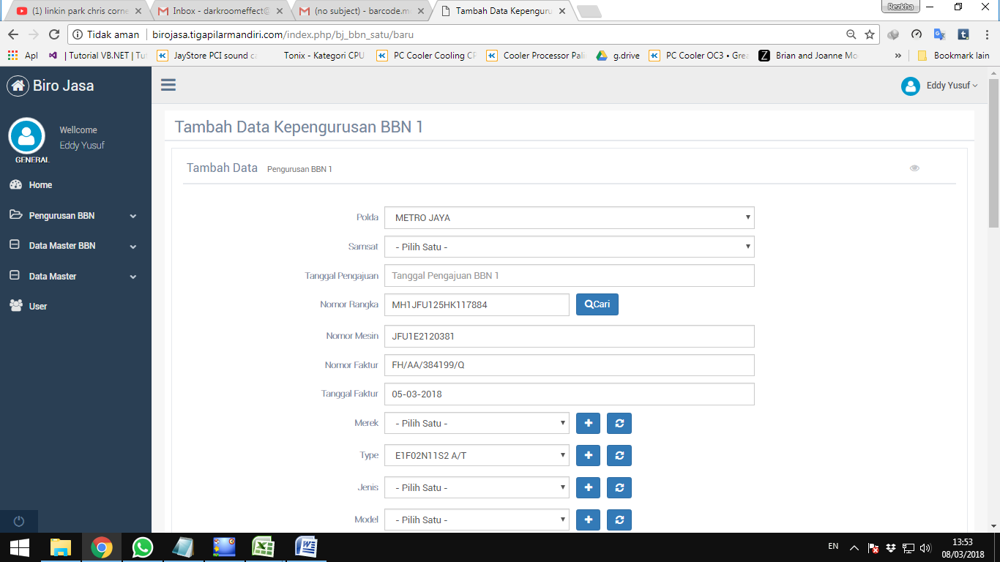 (1) linkin park chris corne
Inbox - darkroomeffect@
(no subject) - barcode.m
Tambah Data Kepenguru
Rezkha
Tidak aman
birojasa.tigapilarmandiri.com/index.php/bj_bbn_satu/baru
Apl
| Tutorial VB.NET | Tut
JayStore PCI sound ca
Tonix - Kategori CPU
PC Cooler Cooling CP
Cooler Processor Pali
g.drive
PC Cooler OC3 • Grea
Brian and Joanne Mo
»
Bookmark lain
Biro Jasa
Eddy Yusuf
Wellcome
Eddy Yusuf
GENERAL
Home
Pengurusan BBN
Data Master BBN
Data Master
User
Tambah Data Kepengurusan BBN 1
Tambah Data Pengurusan BBN 1
Polda METRO JAYA
Samsat - Pilih Satu -
Tanggal Pengajuan Tanggal Pengajuan BBN 1
Nomor Rangka MH1JFU125HK117884 Cari
Nomor Mesin JFU1E2120381
Nomor Faktur FH/AA/384199/Q
Tanggal Faktur 05-03-2018
Merek - Pilih Satu -
Type E1F02N11S2 A/T
Jenis - Pilih Satu -
Model - Pilih Satu -
EN
13:53
08/03/2018